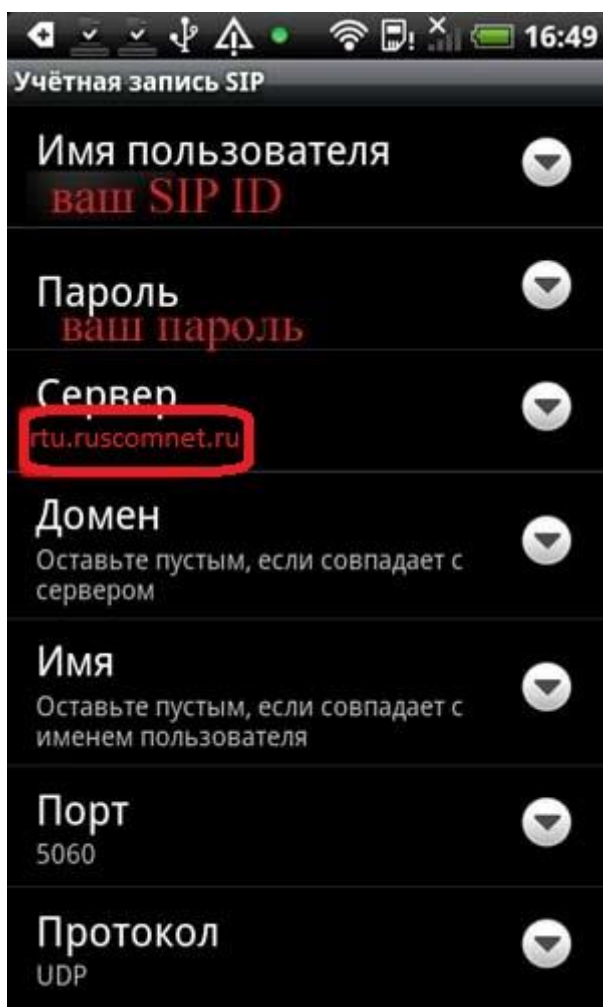 16:49
Учётная запись SIP
Имя пользователя
ваш SIP ID
Пароль
ваш пароль
Сервер
rtu.ruscomnet.ru
Домен
Оставьте пустым, если совпадает с
сервером
Имя
Оставьте пустым, если совпадает с
именем пользователя
Порт
5060
Протокол
UDP